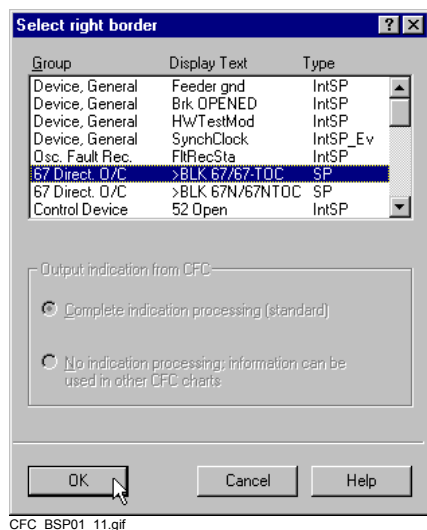 Select right border
Group Display Text Type
Device, General Feeder gnd IntSP
Device, General Brk OPENED IntSP
Device, General HWTestMod IntSP
Device, General SynchClock IntSP_Ev
Osc. Fault Rec. FltRecSta IntSP
67 Direct. O/C >BLK 67/67-TOC SP
67 Direct. O/C >BLK 67N/67NTOC SP
Control Device 52 Open IntSP
Output indication from CFC
Complete indication processing (standard)
No indication processing; information can be
used in other CFC charts
OK Cancel Help
CFC_BSP01_11.gif